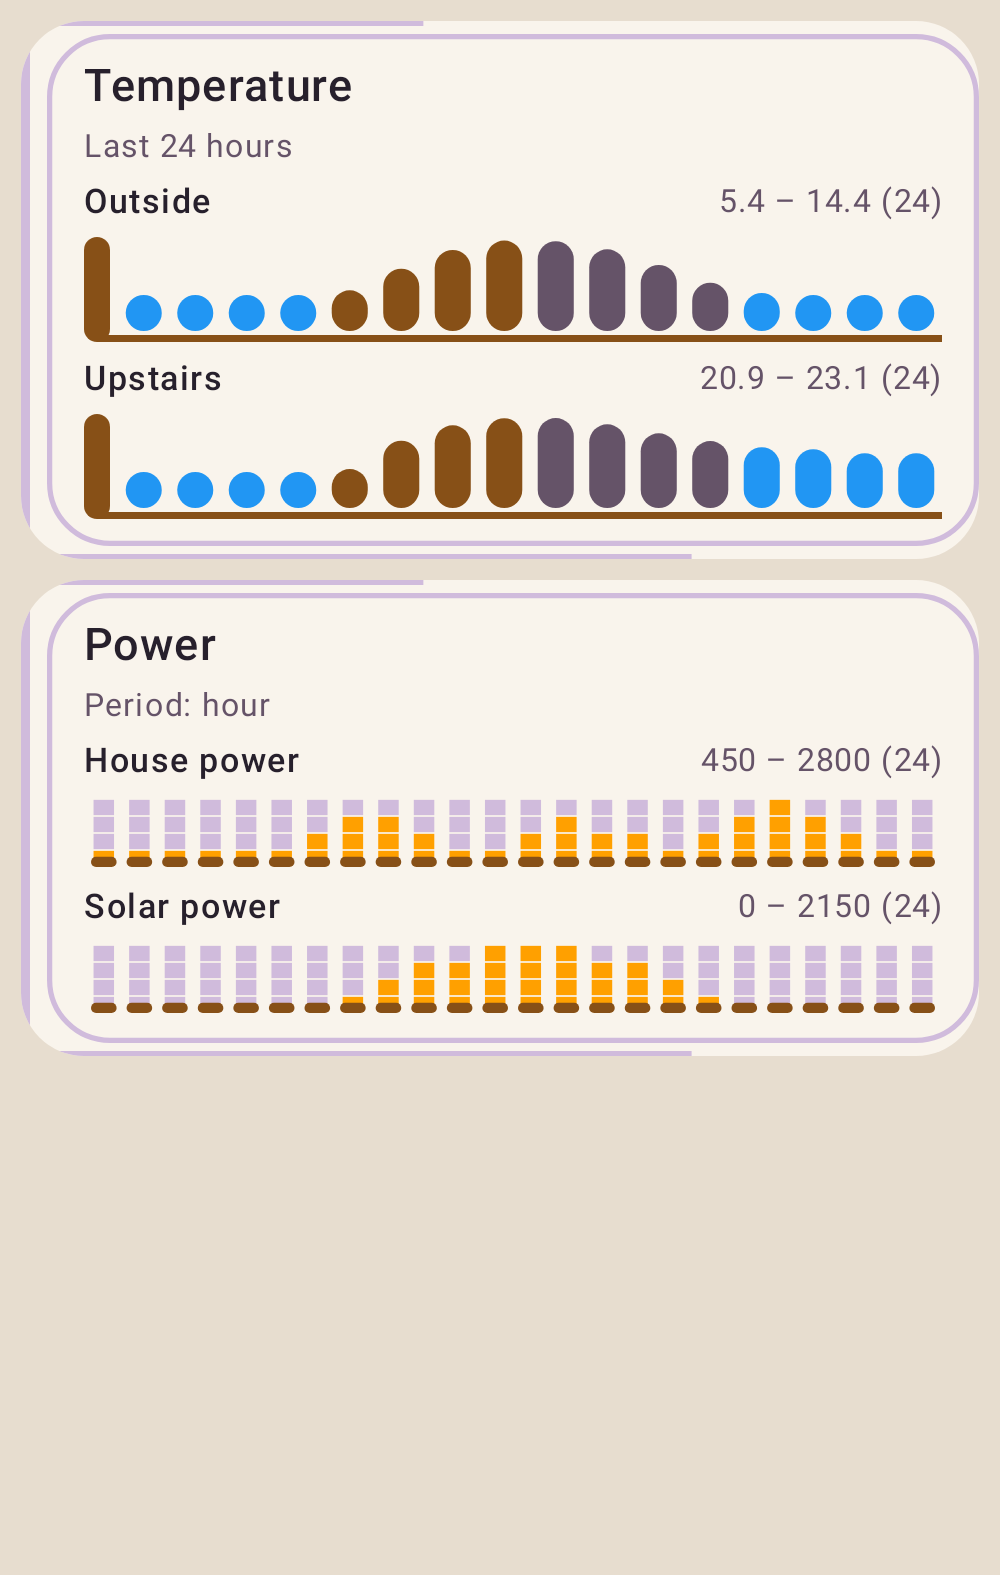 Temperature
Last 24 hours
Outside 5.4 – 14.4 (24)
Upstairs 20.9 – 23.1 (24)
Power
Period: hour
House power 450 – 2800 (24)
Solar power 0 – 2150 (24)